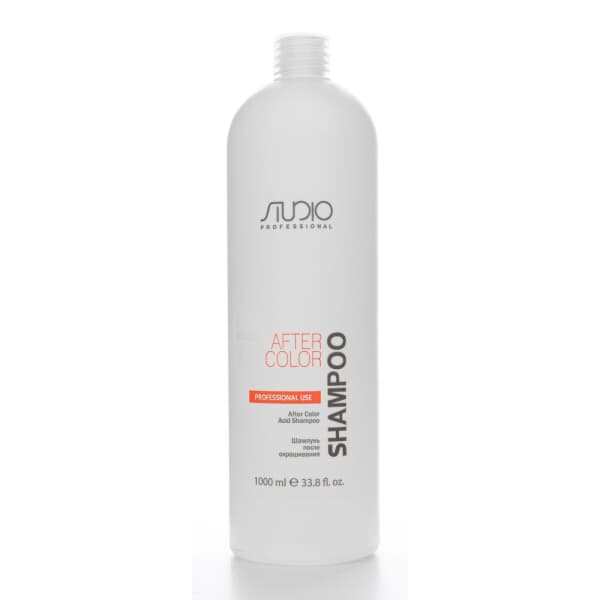 STUDIO
PROFESSIONAL
AFTER
COLOR
SHAMPOO
PROFESSIONAL USE
After Color
Acid Shampoo
Шампунь
после
окрашивания
1000 ml ℮ 33.8 fl. oz.